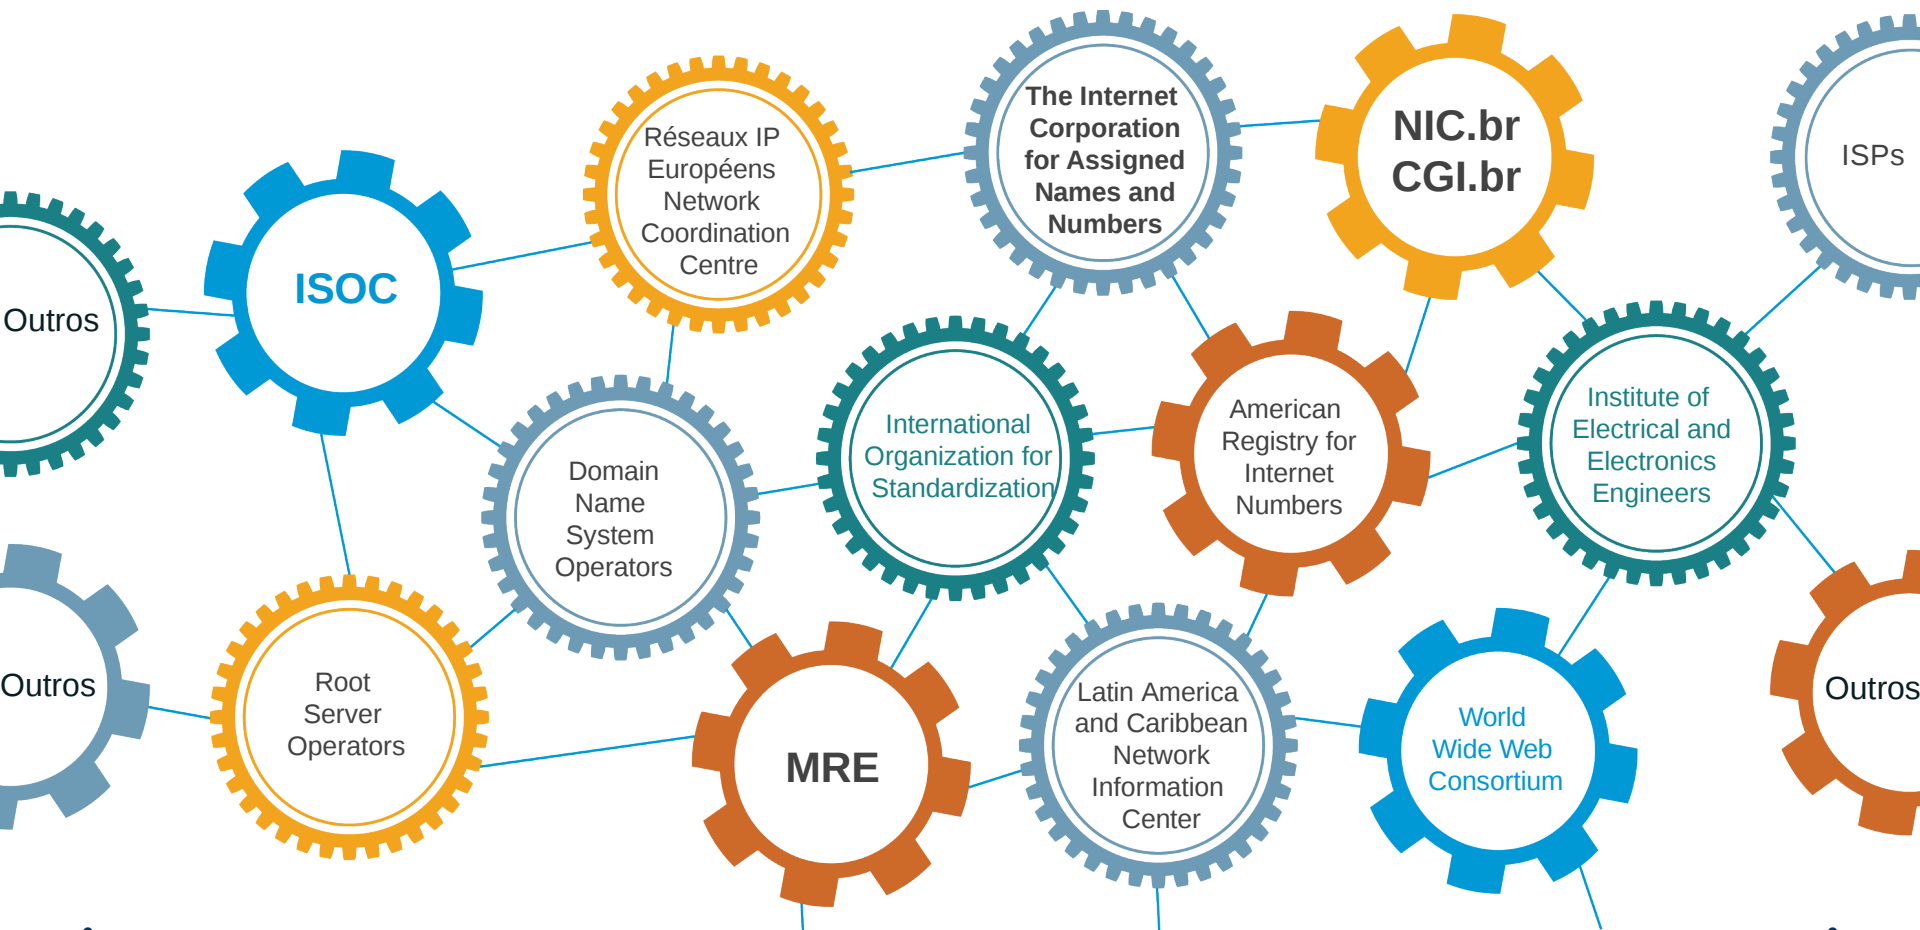 The Internet
Corporation
for Assigned
Names and
Numbers
NIC.br
CGI.br
Réseaux IP
Européens
Network
Coordination
Centre
ISPs
ISOC
Outros
International
Organization for
Standardization
American
Registry for
Internet
Numbers
Institute of
Electrical and
Electronics
Engineers
Domain
Name
System
Operators
Outros
Root
Server
Operators
MRE
Latin America
and Caribbean
Network
Information
Center
World
Wide Web
Consortium
Outros